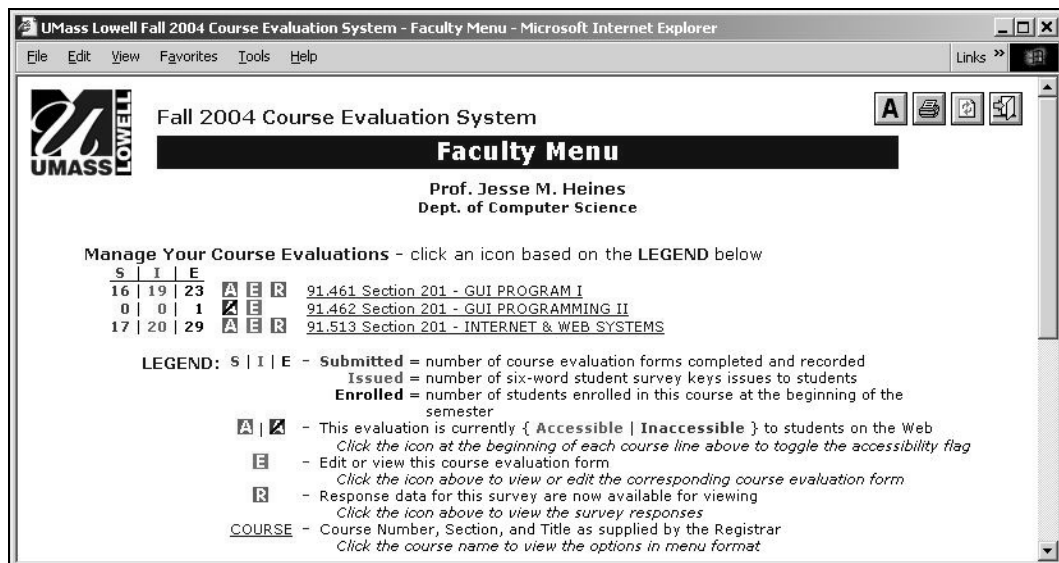 UMass Lowell Fall 2004 Course Evaluation System - Faculty Menu - Microsoft Internet Explorer
File Edit View Favorites Tools Help Links »
UMASS LOWELL
Fall 2004 Course Evaluation System
A
Faculty Menu
Prof. Jesse M. Heines
Dept. of Computer Science
Manage Your Course Evaluations - click an icon based on the LEGEND below
S | I | E
16 | 19 | 23 A E R 91.461 Section 201 - GUI PROGRAM I
0 | 0 | 1 A E 91.462 Section 201 - GUI PROGRAMMING II
17 | 20 | 29 A E R 91.513 Section 201 - INTERNET & WEB SYSTEMS
LEGEND: S | I | E - Submitted = number of course evaluation forms completed and recorded
Issued = number of six-word student survey keys issues to students
Enrolled = number of students enrolled in this course at the beginning of the
semester
A | A - This evaluation is currently { Accessible | Inaccessible } to students on the Web
Click the icon at the beginning of each course line above to toggle the accessibility flag
E - Edit or view this course evaluation form
Click the icon above to view or edit the corresponding course evaluation form
R - Response data for this survey are now available for viewing
Click the icon above to view the survey responses
COURSE - Course Number, Section, and Title as supplied by the Registrar
Click the course name to view the options in menu format